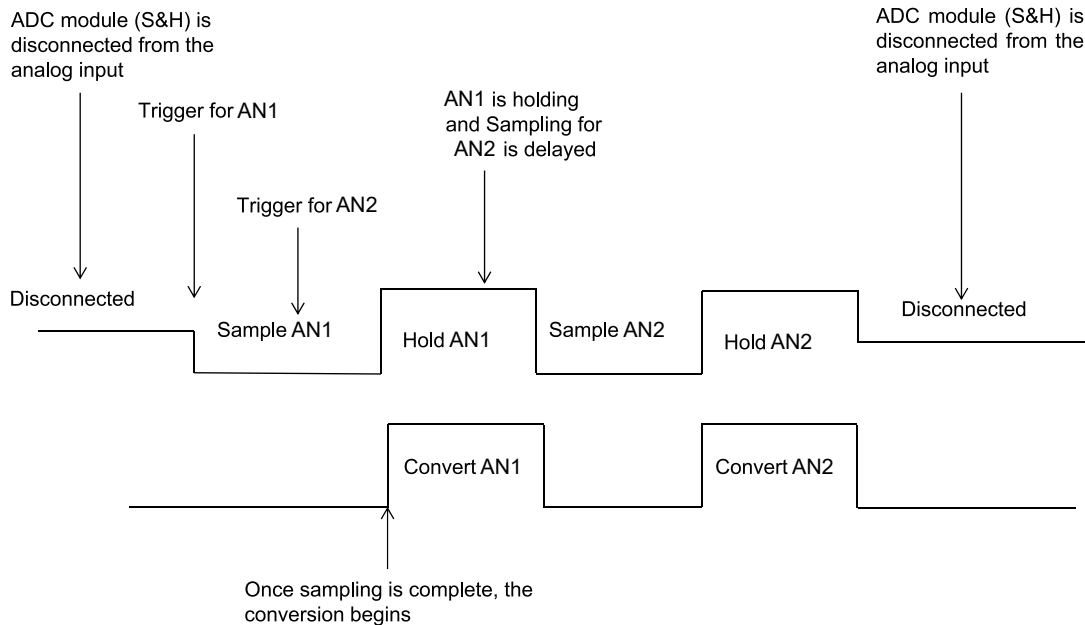 ADC module (S&H) is
disconnected from the
analog input
ADC module (S&H) is
disconnected from the
analog input
Trigger for AN1
AN1 is holding
and Sampling for
AN2 is delayed
Trigger for AN2
Disconnected
Disconnected
Sample AN1
Hold AN1
Sample AN2
Hold AN2
Convert AN1
Convert AN2
Once sampling is complete, the
conversion begins